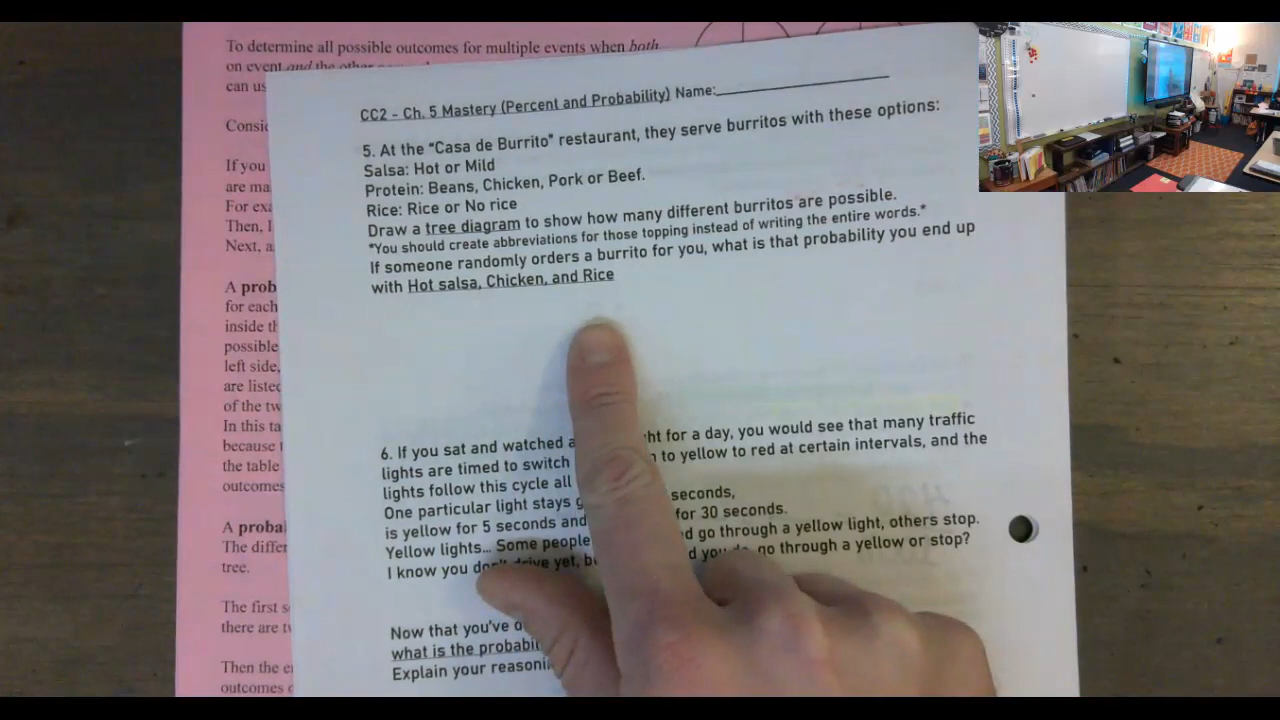 To determine all possible outcomes for multiple events when both
on event and the other
can us
Consi
If you
are ma
For exa
Then, I
Next, a
A prob
for each
inside th
possible
left side,
are listed
of the tw
In this ta
because
the table
outcomes
A proba
The differ
tree.
The first s
there are tw
Then the e
outcomes
CC2 - Ch. 5 Mastery (Percent and Probability) Name:
5. At the "Casa de Burrito" restaurant, they serve burritos with these options:
Salsa: Hot or Mild
Protein: Beans, Chicken, Pork or Beef.
Rice: Rice or No rice
Draw a tree diagram to show how many different burritos are possible.
*You should create abbreviations for those topping instead of writing the entire words.*
If someone randomly orders a burrito for you, what is that probability you end up
with Hot salsa, Chicken, and Rice
6. If you sat and watched a ht for a day, you would see that many traffic
lights are timed to switch n to yellow to red at certain intervals, and the
lights follow this cycle all
One particular light stays g seconds,
is yellow for 5 seconds and for 30 seconds.
Yellow lights... Some people d go through a yellow light, others stop.
I know you don't drive yet, b d you do, go through a yellow or stop?
Now that you've
what is the probabi
Explain your reasoni